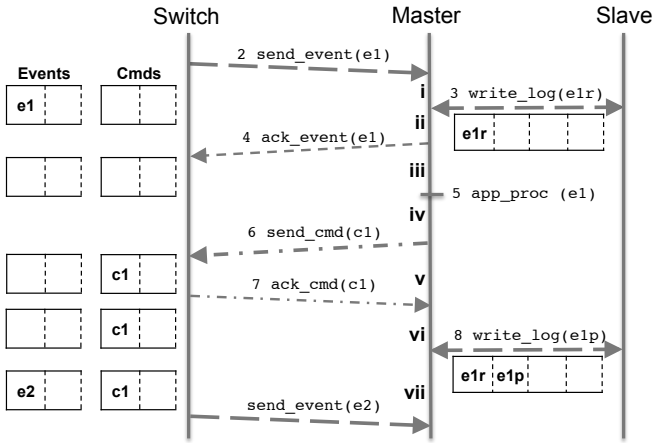 Switch Master Slave
2 send_event(e1)
Events Cmds
i 3 write_log(e1r)
e1
ii e1r
4 ack_event(e1)
iii
5 app_proc (e1)
iv
6 send_cmd(c1)
c1 v
7 ack_cmd(c1)
c1 vi 8 write_log(e1p)
e1r e1p
e2 c1 vii
send_event(e2)